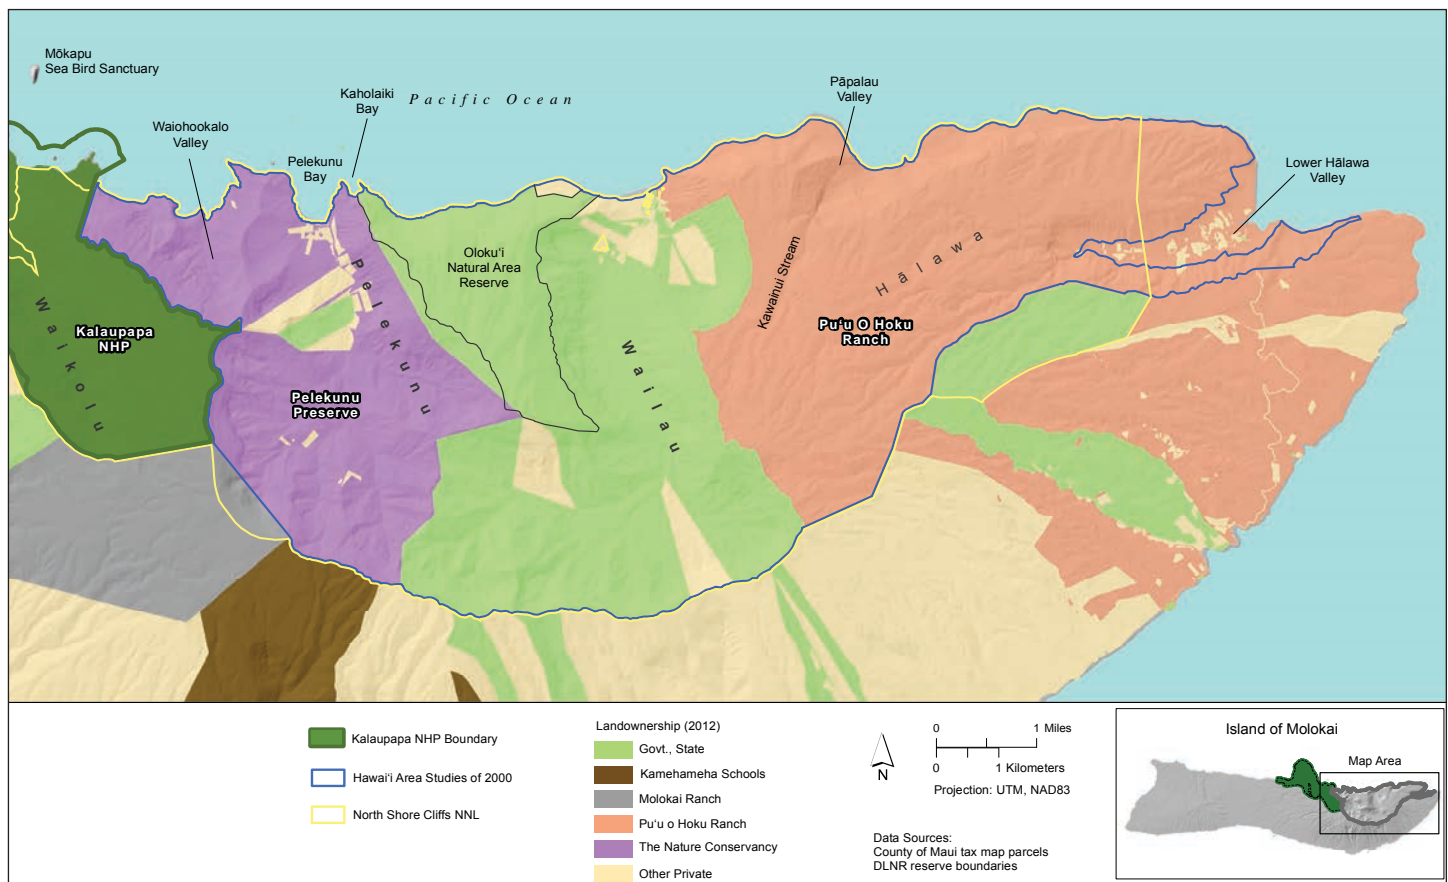 Mōkapu
Sea Bird Sanctuary
Waiohookalo
Valley
Kaholaiki
Bay
Pacific Ocean
Pelekunu
Bay
Pāpalau
Valley
Lower Hālawa
Valley
Oloku‘i
Natural Area
Reserve
Kawainui Stream
Hālawa
Waikolu
Kalaupapa
NHP
Pelekunu
Pelekunu
Preserve
Wailau
Pu‘u O Hoku
Ranch
Kalaupapa NHP Boundary
Hawai‘i Area Studies of 2000
North Shore Cliffs NNL
Landownership (2012)
Govt., State
Kamehameha Schools
Molokai Ranch
Pu‘u o Hoku Ranch
The Nature Conservancy
Other Private
N
0 1 Miles
0 1 Kilometers
Projection: UTM, NAD83
Data Sources:
County of Maui tax map parcels
DLNR reserve boundaries
Island of Molokai
Map Area